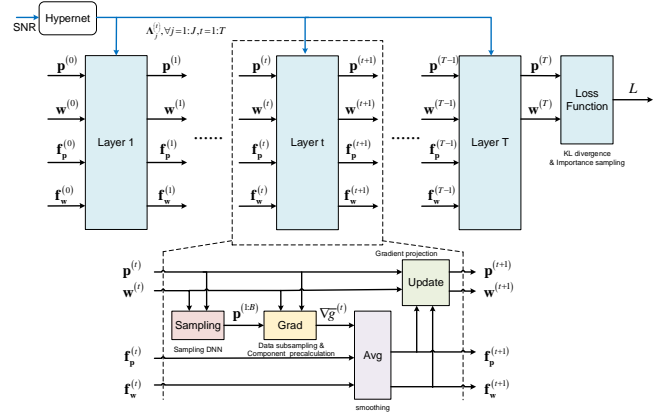 SNR
Hypernet
Λ_j^{(t)}, ∀j=1:J, t=1:T
p^{(0)}
w^{(0)}
f_p^{(0)}
f_w^{(0)}
Layer 1
p^{(1)}
w^{(1)}
f_p^{(1)}
f_w^{(1)}
......
p^{(t)}
w^{(t)}
f_p^{(t)}
f_w^{(t)}
Layer t
p^{(t+1)}
w^{(t+1)}
f_p^{(t+1)}
f_w^{(t+1)}
......
p^{(T-1)}
w^{(T-1)}
f_p^{(T-1)}
f_w^{(T-1)}
Layer T
p^{(T)}
w^{(T)}
Loss
Function
L
KL divergence
& Importance sampling
Gradient projection
p^{(t)}
w^{(t)}
Update
p^{(t+1)}
w^{(t+1)}
Sampling
Sampling DNN
p^{(1:B)}
Grad
Data subsampling &
Component precalculation
∇g^{(t)}
Avg
smoothing
f_p^{(t)}
f_w^{(t)}
f_p^{(t+1)}
f_w^{(t+1)}